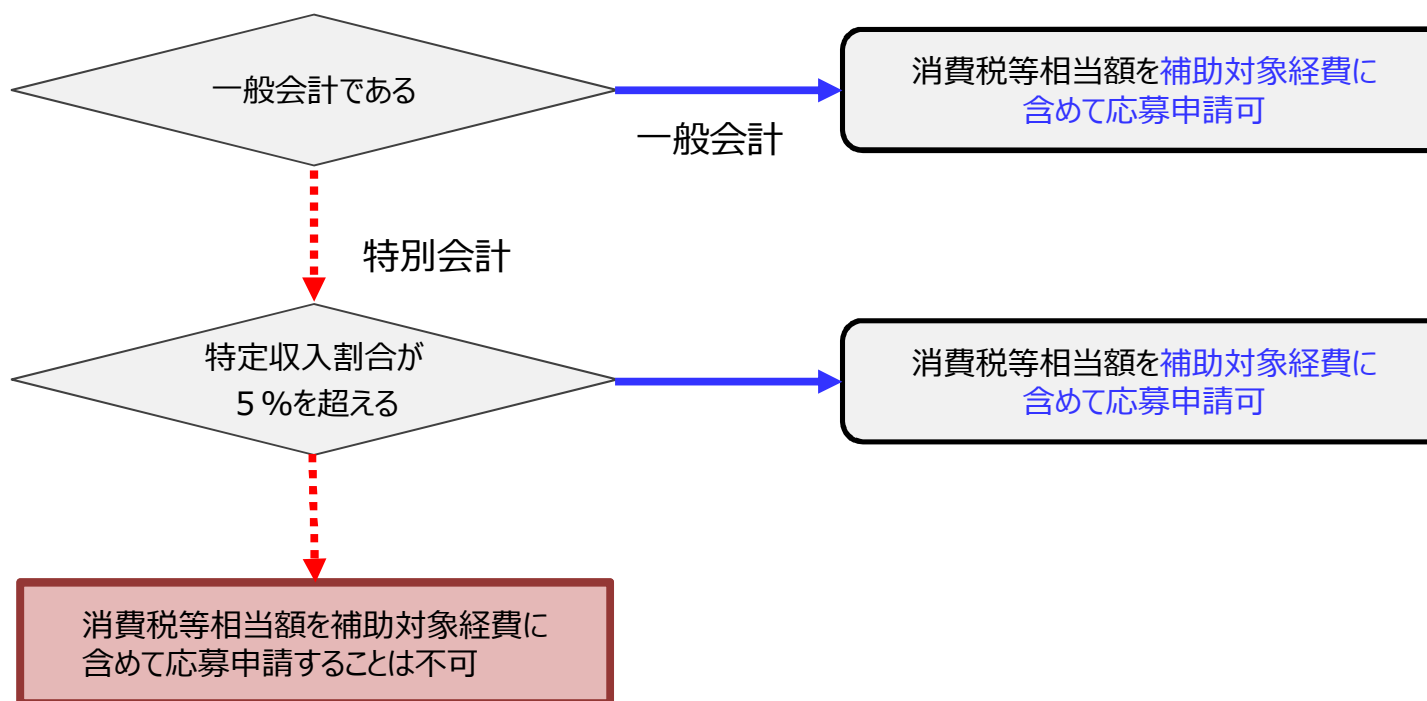 一般会計である
消費税等相当額を補助対象経費に
含めて応募申請可
一般会計
特別会計
特定収入割合が
５%を超える
消費税等相当額を補助対象経費に
含めて応募申請可
消費税等相当額を補助対象経費に
含めて応募申請することは不可